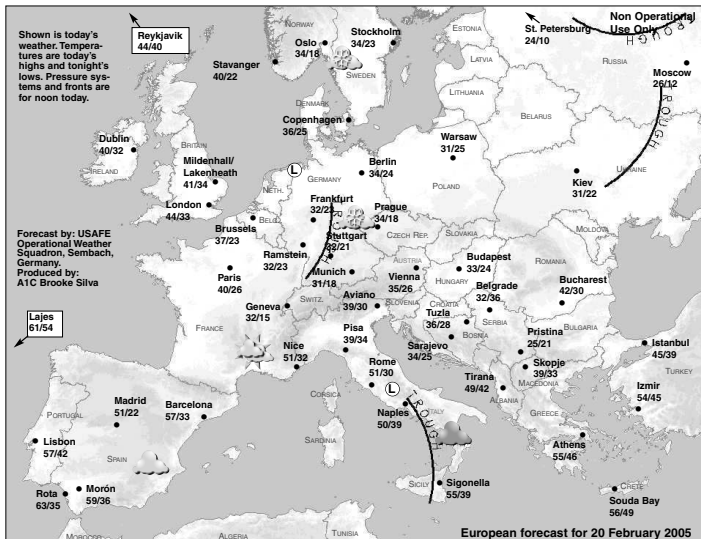 Shown is today's
weather. Tempera-
tures are today's
highs and tonight's
lows. Pressure sys-
tems and fronts are
for noon today.
Reykjavik
44/40
NORWAY
Oslo
34/18
Stockholm
34/23
SWEDEN
Stavanger
40/22
ESTONIA
LATVIA
LITHUANIA
St. Petersburg
24/10
Non Operational
Use Only
TROUGH
RUSSIA
Moscow
26/12
TROUGH
DENMARK
Copenhagen
36/25
BELARUS
Dublin
40/32
IRELAND
BRITAIN
Mildenhall/
Lakenheath
41/34
London
44/33
L
NETH.
GERMANY
Berlin
34/24
Warsaw
31/25
POLAND
Kiev
31/22
UKRAINE
Brussels
37/23
BELG.
Frankfurt
32/23
TROUGH
Prague
34/18
CZECH REP.
SLOVAKIA
MOLDOVA
Forecast by: USAFE
Operational Weather
Squadron, Sembach,
Germany.
Produced by:
A1C Brooke Silva
Ramstein
32/23
Stuttgart
32/21
Munich
31/18
Paris
40/26
AUSTRIA
Vienna
35/26
Budapest
33/24
HUNGARY
ROMANIA
Belgrade
32/36
Bucharest
42/30
Geneva
32/15
SWITZ.
Aviano
39/30
SLOVENIA
CROATIA
Tuzla
36/28
BOSNIA
SERBIA
BULGARIA
Lajes
61/54
FRANCE
Nice
51/32
Pisa
39/34
Sarajevo
34/25
Pristina
25/21
Skopje
39/33
MACEDONIA
Istanbul
45/39
TURKEY
Rome
51/30
L
Tirana
49/42
ALBANIA
Izmir
54/45
Madrid
51/22
Barcelona
57/33
CORSICA
Naples
50/39
ITALY
TROUGH
GREECE
PORTUGAL
Lisbon
57/42
SPAIN
SARDINIA
Athens
55/46
Rota
63/35
Morón
59/36
SICILY
Sigonella
55/39
CRETE
Souda Bay
56/49
MOROCCO
ALGERIA
TUNISIA
European forecast for 20 February 2005